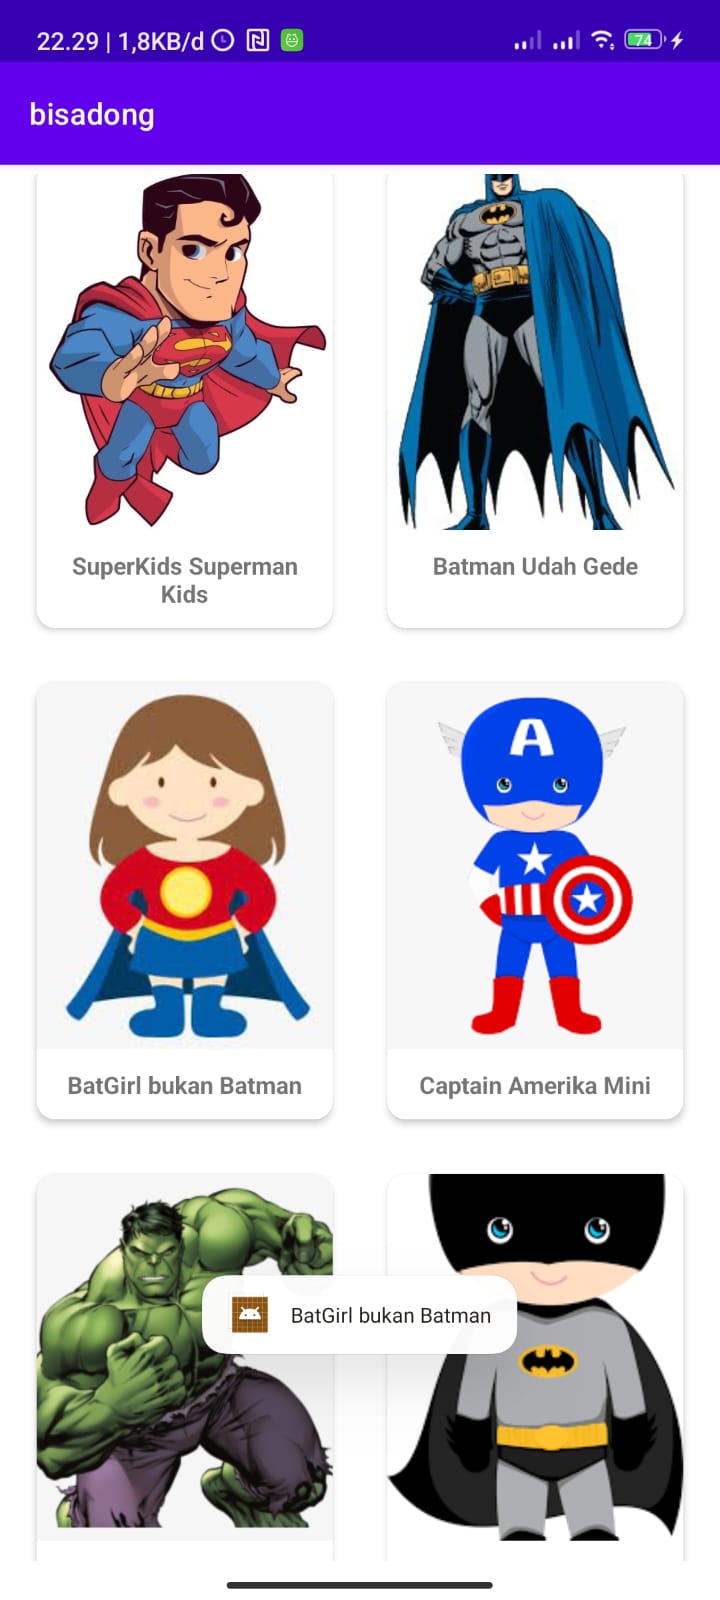 22.29 | 1,8KB/d
74
bisadong
SuperKids Superman
Kids
Batman Udah Gede
BatGirl bukan Batman
A
Captain Amerika Mini
BatGirl bukan Batman